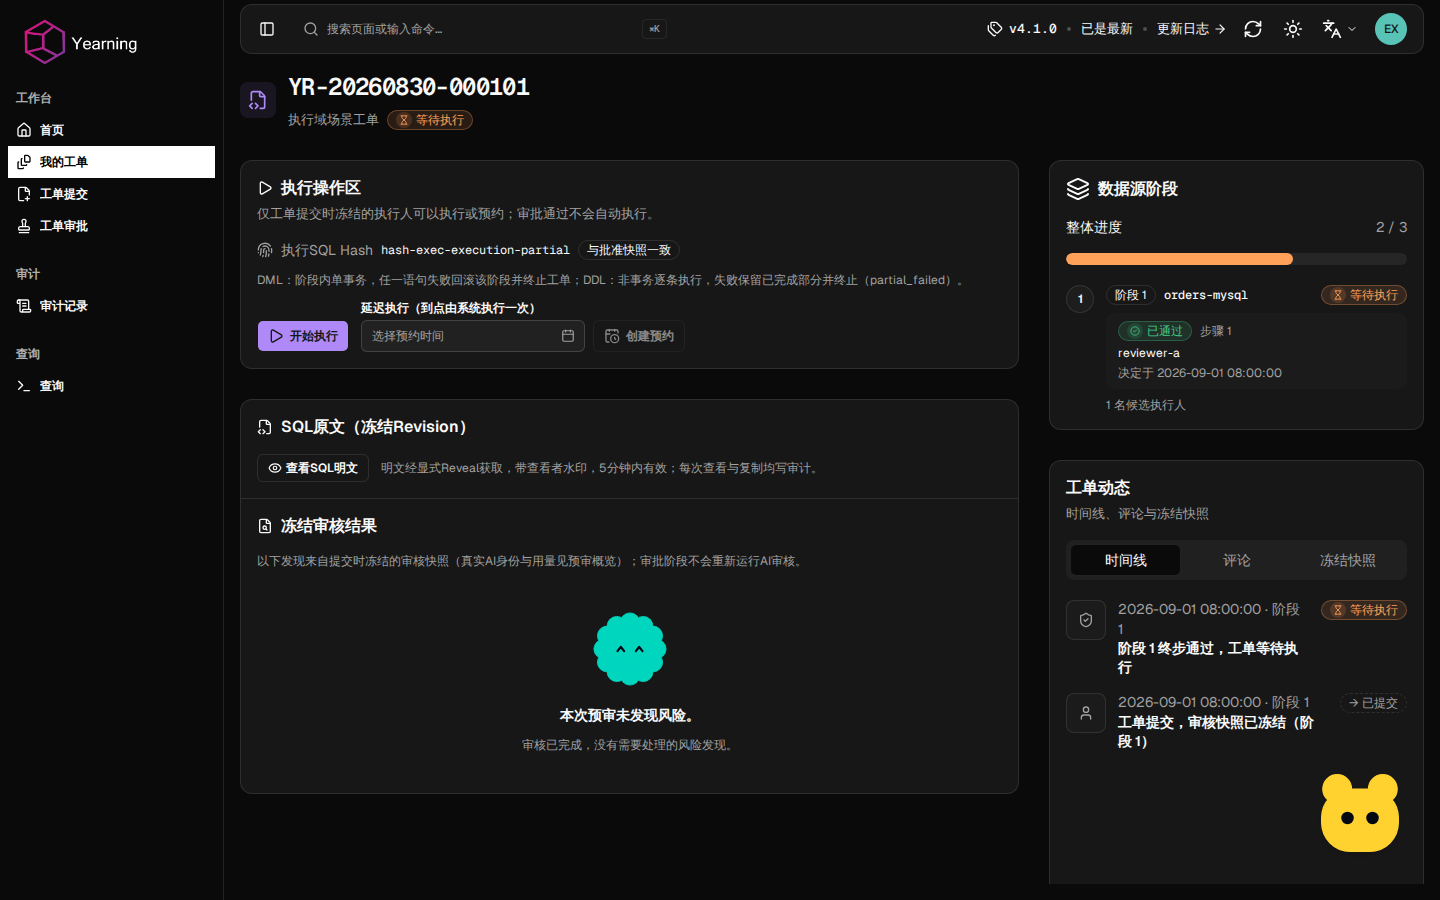 Yearning
工作台
首页
我的工单
工单提交
工单审批
审计
审计记录
查询
查询
搜索页面或输入命令...
⌘K
v4.1.0
已是最新
更新日志
EX
YR-20260830-000101
执行域场景工单
等待执行
执行操作区
仅工单提交时冻结的执行人可以执行或预约；审批通过不会自动执行。
执行SQL Hash hash-exec-execution-partial 与批准快照一致
DML：阶段内单事务，任一语句失败回滚该阶段并终止工单；DDL：非事务逐条执行，失败保留已完成部分并终止（partial_failed）。
延迟执行（到点由系统执行一次）
开始执行
选择预约时间
创建预约
SQL原文（冻结Revision）
查看SQL明文
明文经显式Reveal获取，带查看者水印，5分钟内有效；每次查看与复制均写审计。
冻结审核结果
以下发现来自提交时冻结的审核快照（真实AI身份与用量见预审概览）；审批阶段不会重新运行AI审核。
本次预审未发现风险。
审核已完成，没有需要处理的风险发现。
数据源阶段
整体进度
2 / 3
1
阶段 1
orders-mysql
等待执行
已通过
步骤 1
reviewer-a
决定于 2026-09-01 08:00:00
1 名候选执行人
工单动态
时间线、评论与冻结快照
时间线
评论
冻结快照
2026-09-01 08:00:00 · 阶段
1
等待执行
阶段 1 终步通过，工单等待执
行
2026-09-01 08:00:00 · 阶段 1
→ 已提交
工单提交，审核快照已冻结（阶
段 1）